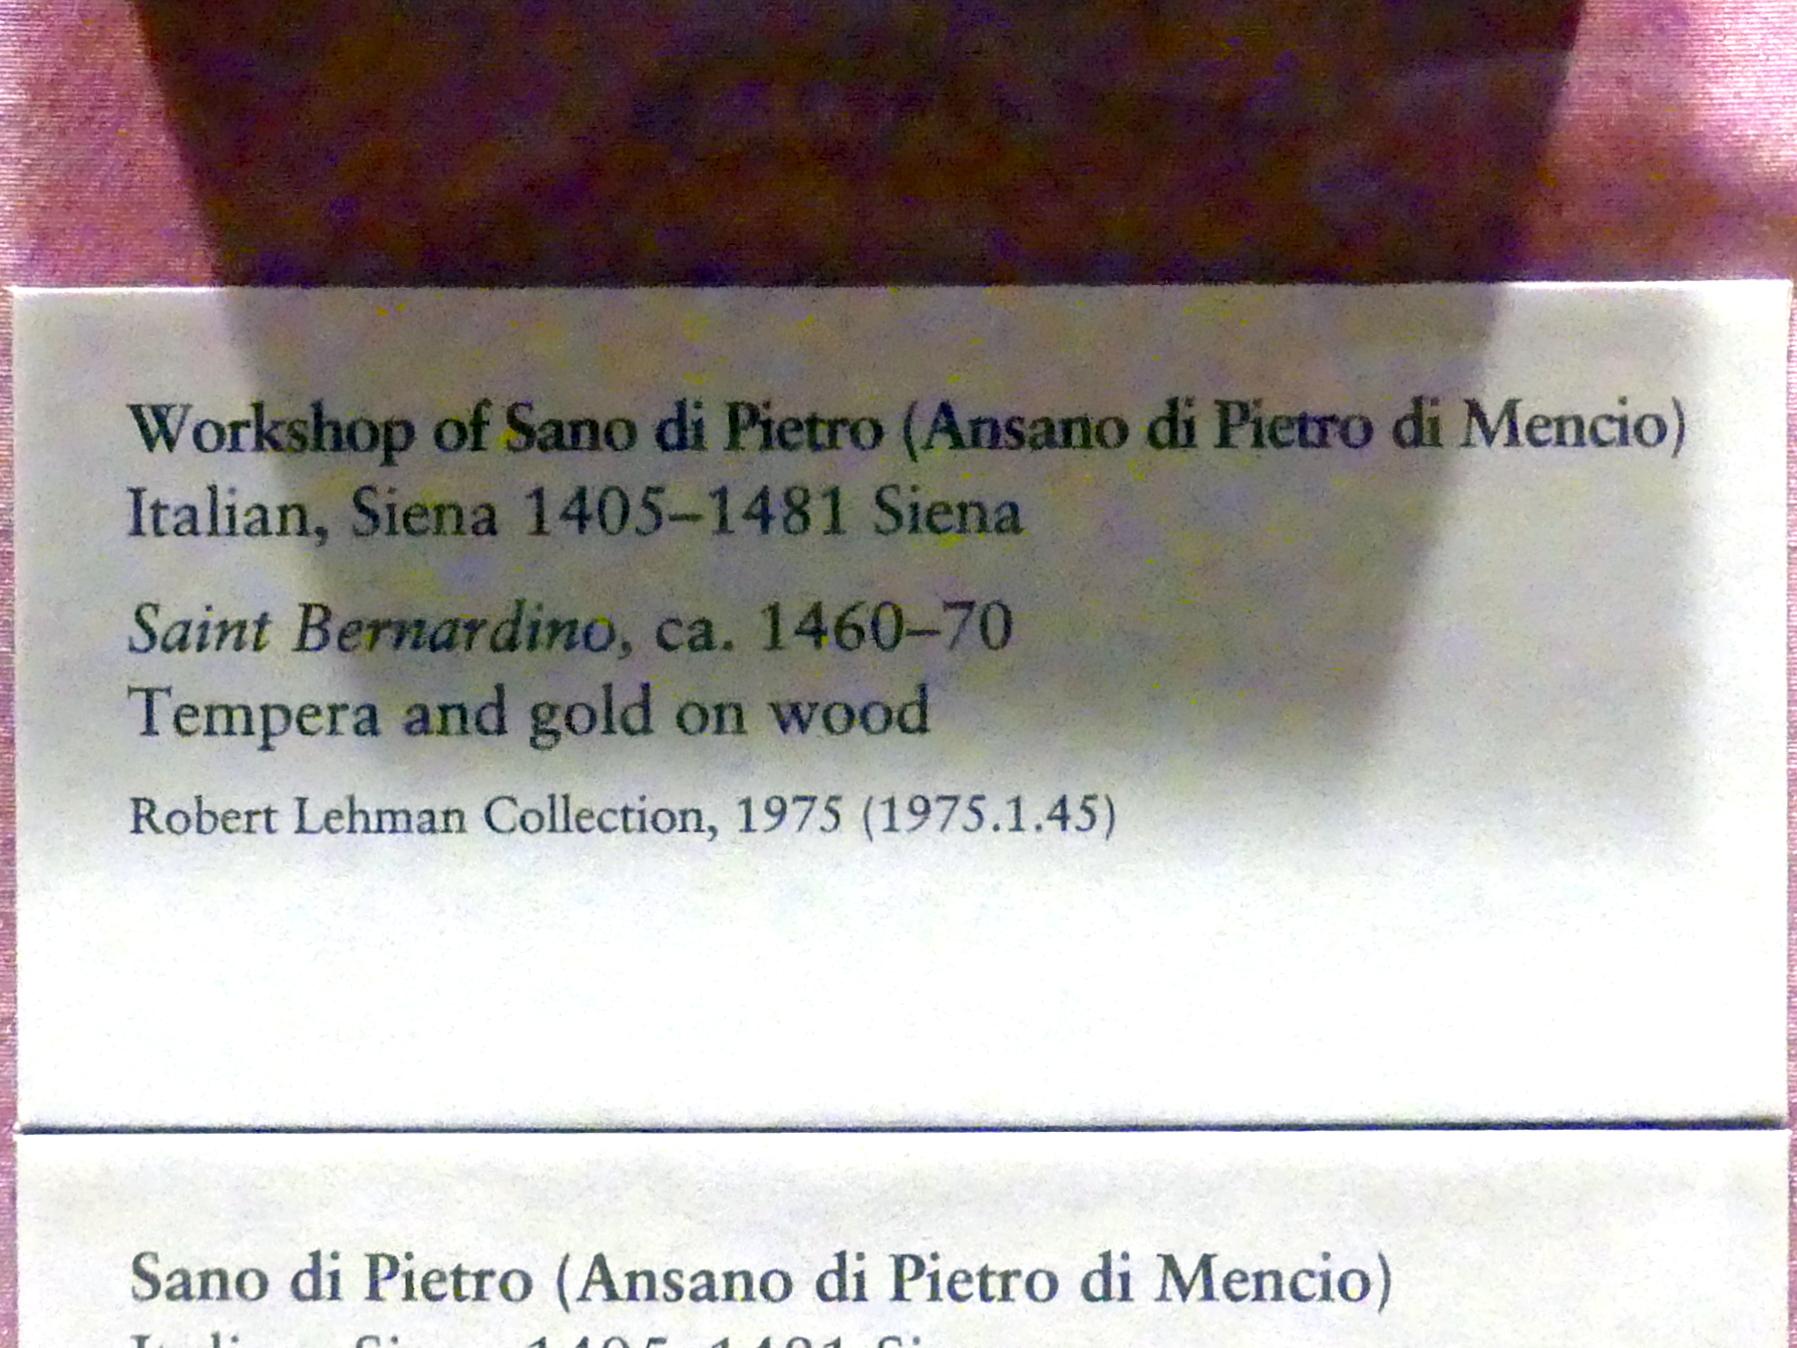 Workshop of Sano di Pietro (Ansano di Pietro di Mencio)
Italian, Siena 1405–1481 Siena
Saint Bernardino, ca. 1460–70
Tempera and gold on wood
Robert Lehman Collection, 1975 (1975.1.45)
Sano di Pietro (Ansano di Pietro di Mencio)